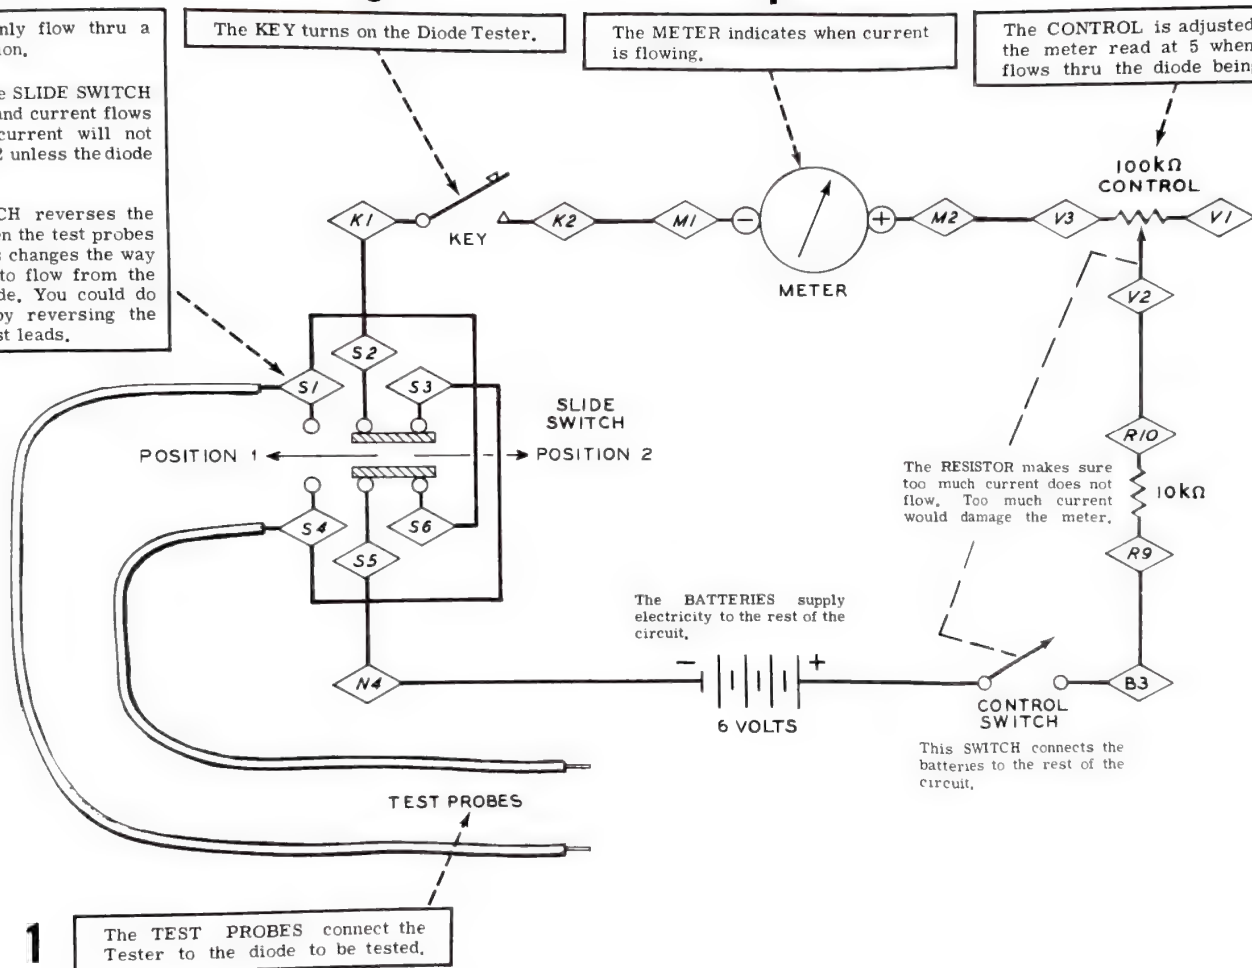 nly flow thru a
on.
e SLIDE SWITCH
and current flows
current will not
2 unless the diode
CH reverses the
en the test probes
s changes the way
to flow from the
de. You could do
by reversing the
st leads.
The KEY turns on the Diode Tester.
The METER indicates when current
is flowing.
The CONTROL is adjusted
the meter read at 5 when
flows thru the diode being
100kΩ
CONTROL
K1
KEY
K2
M1
−
+
M2
V3
V1
METER
V2
S1
S2
S3
SLIDE
SWITCH
POSITION 1
POSITION 2
S4
S5
S6
R10
10kΩ
R9
The RESISTOR makes sure
too much current does not
flow. Too much current
would damage the meter.
The BATTERIES supply
electricity to the rest of the
circuit.
N4
−
+
6 VOLTS
B3
CONTROL
SWITCH
This SWITCH connects the
batteries to the rest of the
circuit.
TEST PROBES
1
The TEST PROBES connect the
Tester to the diode to be tested.